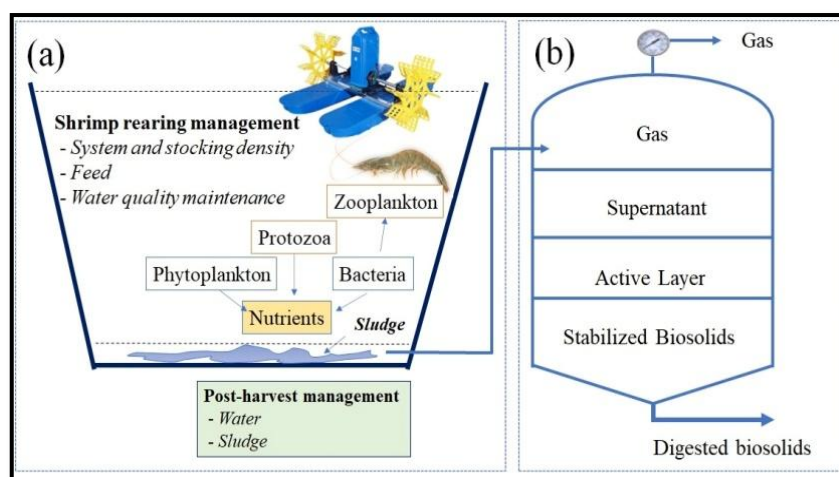 (a)
Shrimp rearing management
- System and stocking density
- Feed
- Water quality maintenance
Zooplankton
Protozoa
Phytoplankton
Bacteria
Nutrients
Sludge
Post-harvest management
- Water
- Sludge
(b)
Gas
Gas
Supernatant
Active Layer
Stabilized Biosolids
Digested biosolids